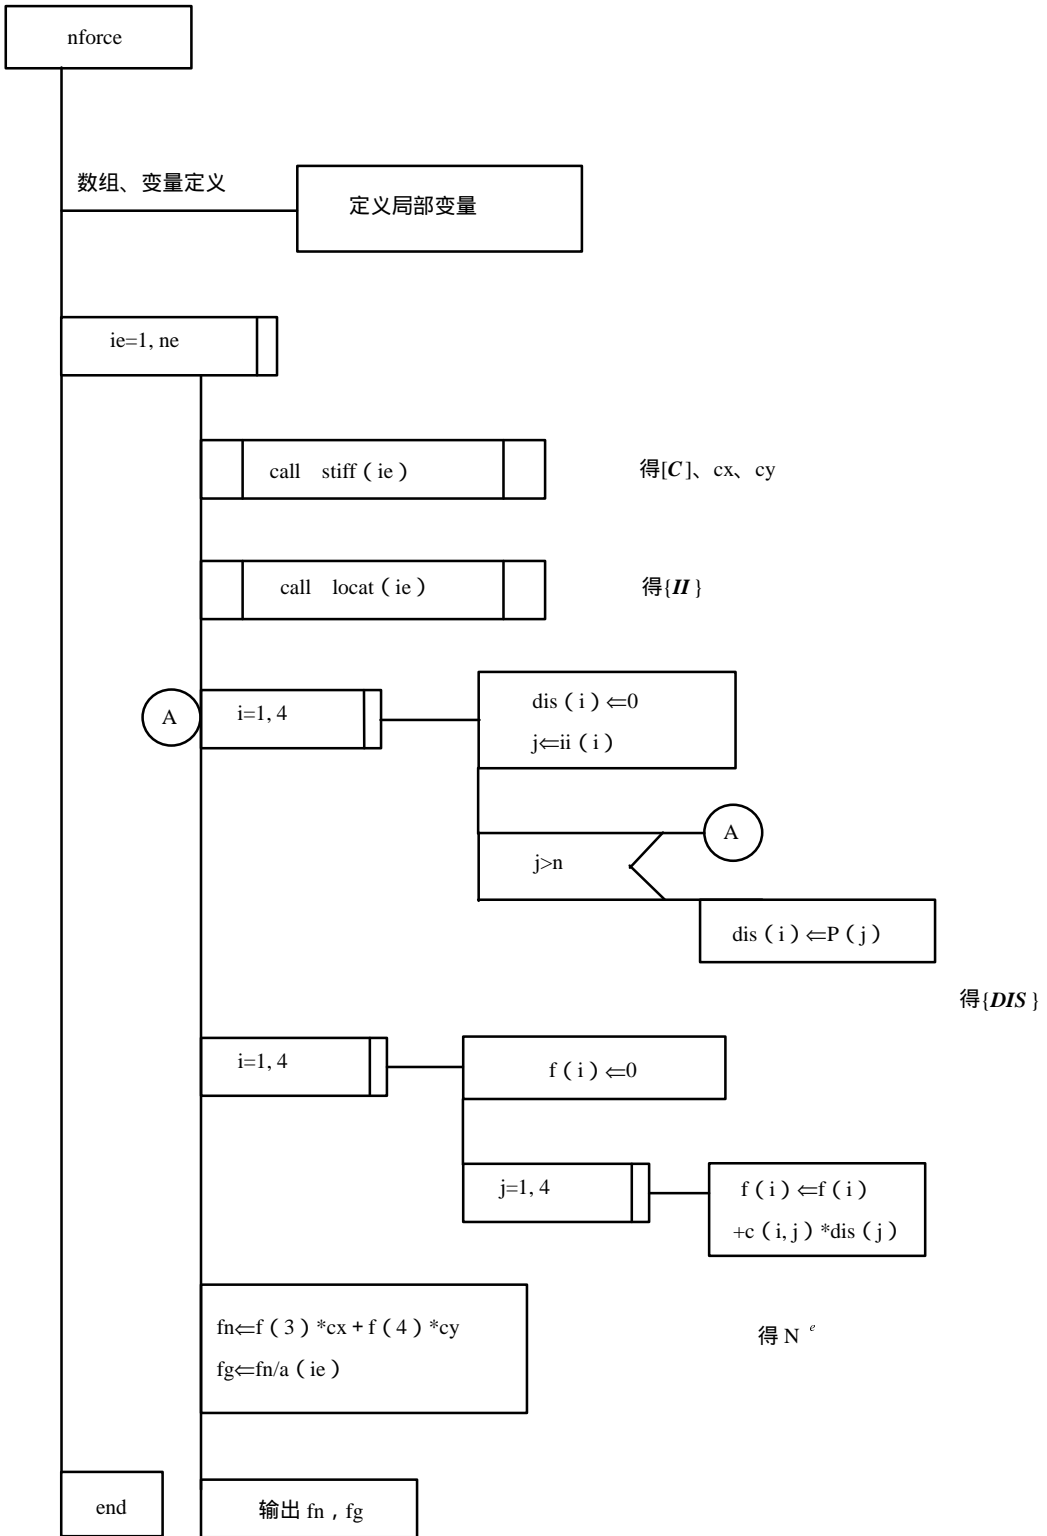 nforce
数组、变量定义
定义局部变量
ie=1, ne
call stiff（ie）
得[C]、cx、cy
call locat（ie）
得{II}
A
i=1, 4
dis（i）⇐0
j⇐ii（i）
A
j>n
dis（i）⇐P（j）
得{DIS}
i=1, 4
f（i）⇐0
j=1, 4
f（i）⇐f（i）
+c（i, j）*dis（j）
fn⇐f（3）*cx + f（4）*cy
fg⇐fn/a（ie）
得 N e
end
输出 fn，fg